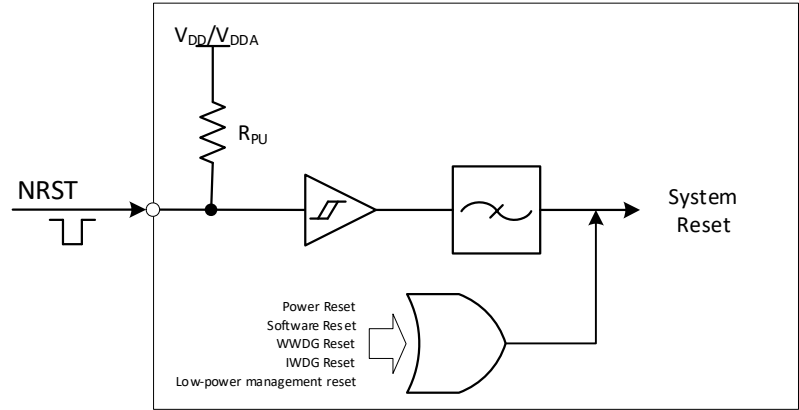 VDD/VDDA
RPU
NRST
System
Reset
Power Reset
Software Reset
WWDG Reset
IWDG Reset
Low-power management reset